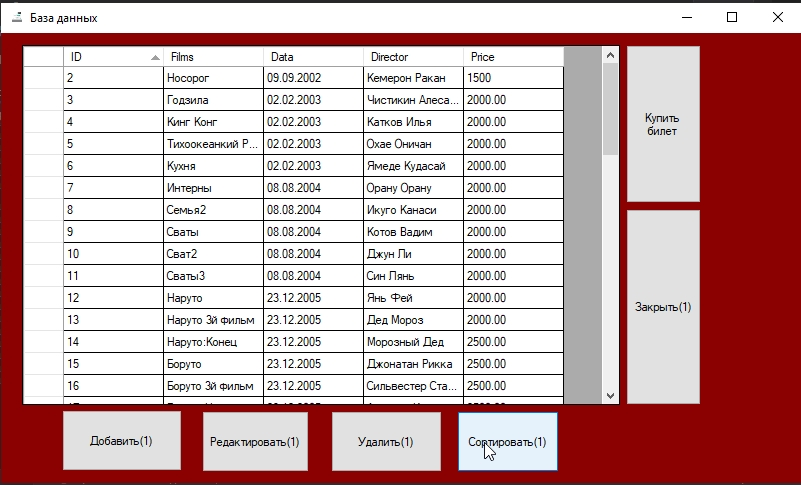 База данных
ID Films Data Director Price
2 Носорог 09.09.2002 Кемерон Ракан 1500
3 Годзила 02.02.2003 Чистикин Алеса... 2000.00
4 Кинг Конг 02.02.2003 Катков Илья 2000.00
5 Тихоокеанкий Р... 02.02.2003 Охае Оничан 2000.00
6 Кухня 02.02.2003 Ямеде Кудасай 2000.00
7 Интерны 08.08.2004 Орану Орану 2000.00
8 Семья2 08.08.2004 Икуго Канаси 2000.00
9 Сваты 08.08.2004 Котов Вадим 2000.00
10 Сват2 08.08.2004 Джун Ли 2000.00
11 Сваты3 08.08.2004 Син Лянь 2000.00
12 Наруто 23.12.2005 Янь Фей 2000.00
13 Наруто 3й фильм 23.12.2005 Дед Мороз 2000.00
14 Наруто:Конец 23.12.2005 Морозный Дед 2500.00
15 Боруто 23.12.2005 Джонатан Рикка 2500.00
16 Боруто 3й фильм 23.12.2005 Сильвестер Ста... 2500.00
Купить
билет
Закрыть(1)
Добавить(1) Редактировать(1) Удалить(1) Сортировать(1)